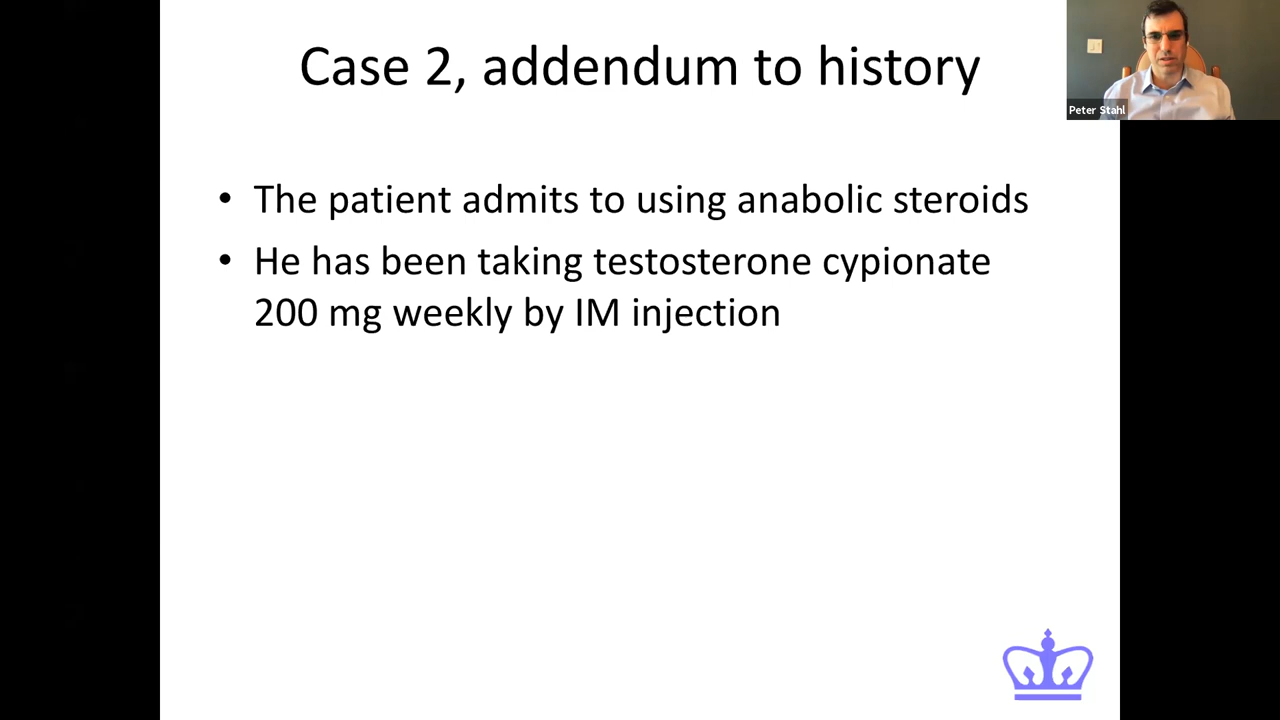 Case 2, addendum to history
Peter Stahl
• The patient admits to using anabolic steroids
• He has been taking testosterone cypionate
200 mg weekly by IM injection